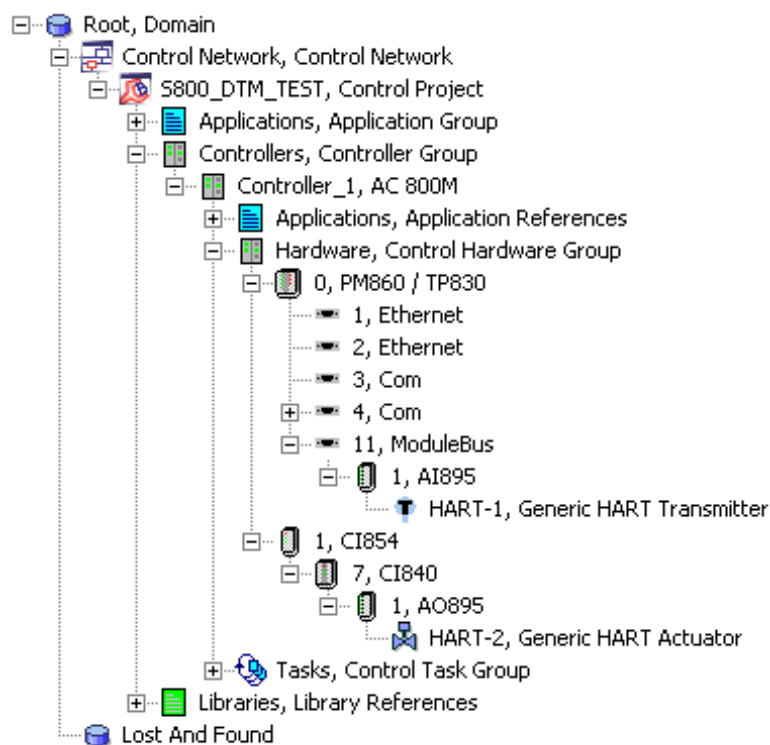 Root, Domain
Control Network, Control Network
S800_DTM_TEST, Control Project
Applications, Application Group
Controllers, Controller Group
Controller_1, AC 800M
Applications, Application References
Hardware, Control Hardware Group
0, PM860 / TP830
1, Ethernet
2, Ethernet
3, Com
4, Com
11, ModuleBus
1, AI895
HART-1, Generic HART Transmitter
1, CI854
7, CI840
1, AO895
HART-2, Generic HART Actuator
Tasks, Control Task Group
Libraries, Library References
Lost And Found